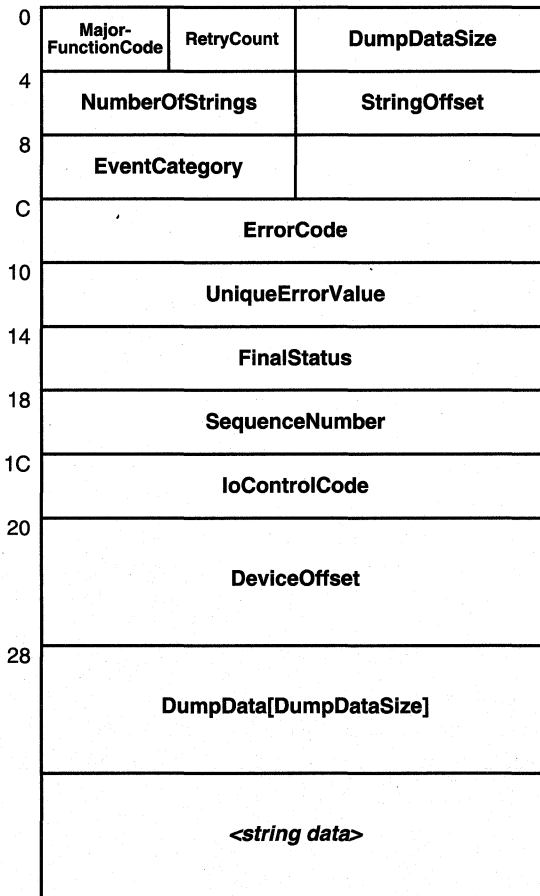 0
Major-
FunctionCode
RetryCount
DumpDataSize
4
NumberOfStrings
StringOffset
8
EventCategory
C
ErrorCode
10
UniqueErrorValue
14
FinalStatus
18
SequenceNumber
1C
IoControlCode
20
DeviceOffset
28
DumpData[DumpDataSize]
<string data>